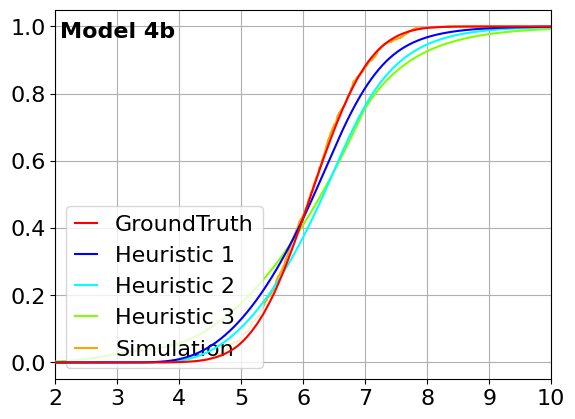 Model 4b
1.0
0.8
0.6
0.4
0.2
0.0
GroundTruth
Heuristic 1
Heuristic 2
Heuristic 3
Simulation
2 3 4 5 6 7 8 9 10